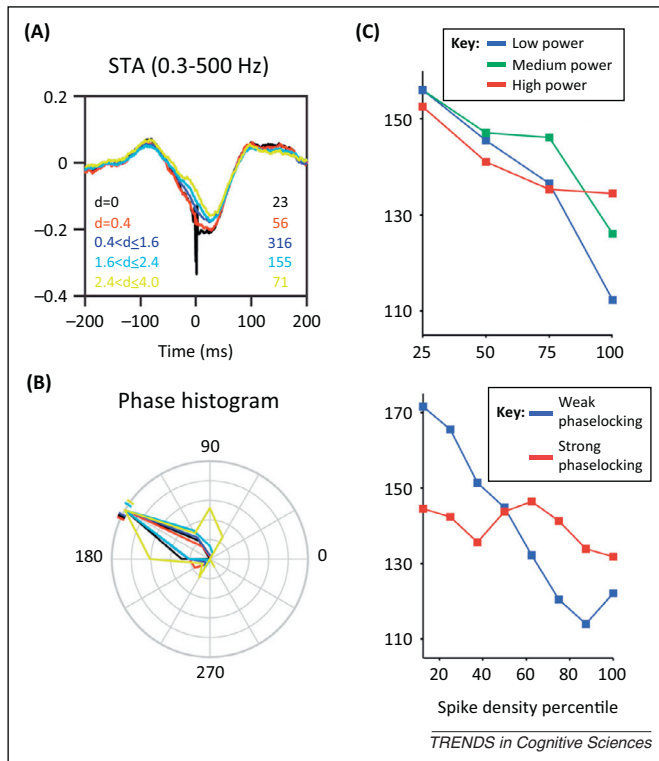 (A)
STA (0.3-500 Hz)
0.2
0
−0.2
−0.4
d=0 23
d=0.4 56
0.4<d≤1.6 316
1.6<d≤2.4 155
2.4<d≤4.0 71
−200 −100 0 100 200
Time (ms)
(B)
Phase histogram
90
180
0
270
(C)
Key: Low power
Medium power
High power
150
130
110
25 50 75 100
Key: Weak
phaselocking
Strong
phaselocking
170
150
130
110
20 40 60 80 100
Spike density percentile
TRENDS in Cognitive Sciences